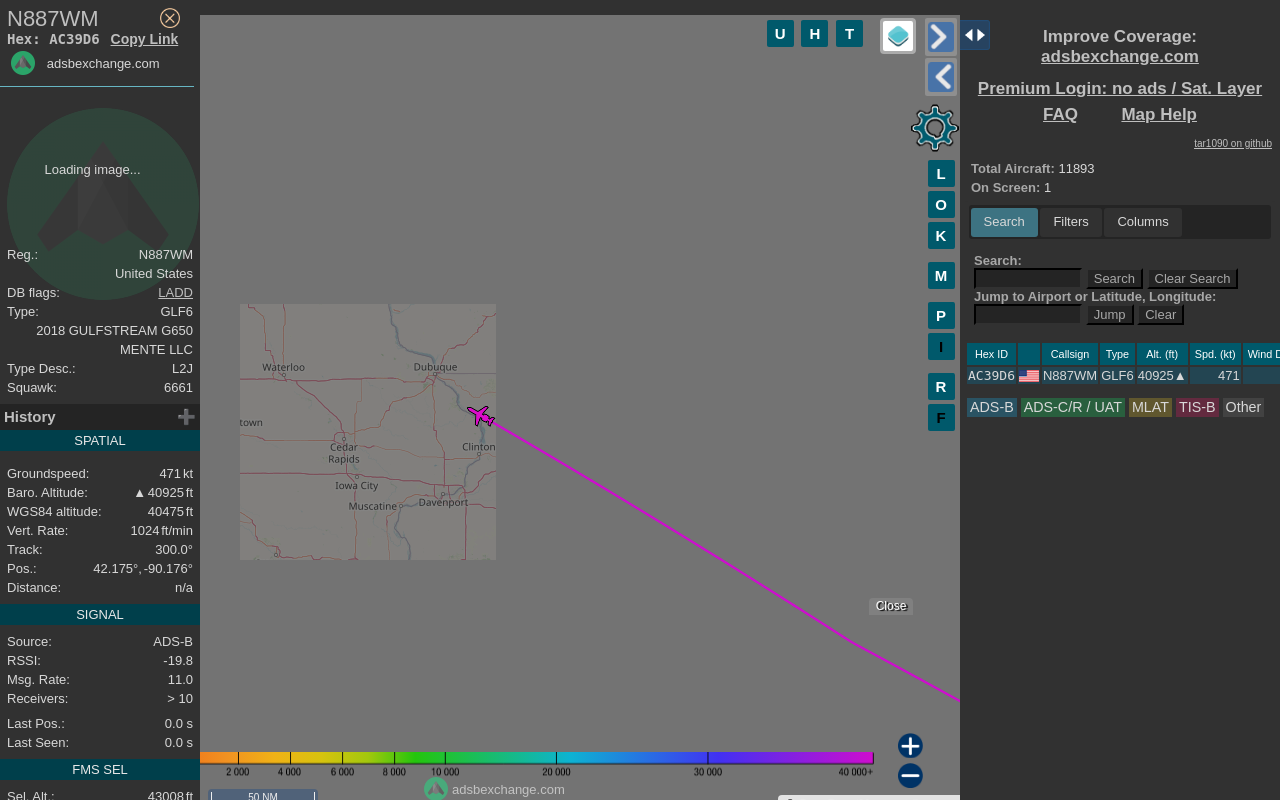 N887WM
Hex: AC39D6 Copy Link
adsbexchange.com
Loading image...
Reg.: N887WM
United States
DB flags: LADD
Type: GLF6
2018 GULFSTREAM G650
MENTE LLC
Type Desc.: L2J
Squawk: 6661
History
SPATIAL
Groundspeed: 471 kt
Baro. Altitude: ▲ 40925 ft
WGS84 altitude: 40475 ft
Vert. Rate: 1024 ft/min
Track: 300.0°
Pos.: 42.175°, -90.176°
Distance: n/a
SIGNAL
Source: ADS-B
RSSI: -19.8
Msg. Rate: 11.0
Receivers: > 10
Last Pos.: 0.0 s
Last Seen: 0.0 s
FMS SEL
Sel. Alt.: 43008 ft
U H T
L
O
K
M
P
I
R
F
Waterloo
Dubuque
town
Cedar
Rapids
Clinton
Iowa City
Muscatine
Davenport
Close
2 000 4 000 6 000 8 000 10 000 20 000 30 000 40 000+
adsbexchange.com
50 NM
Improve Coverage:
adsbexchange.com
Premium Login: no ads / Sat. Layer
FAQ Map Help
tar1090 on github
Total Aircraft: 11893
On Screen: 1
Search Filters Columns
Search:
Search Clear Search
Jump to Airport or Latitude, Longitude:
Jump Clear
Hex ID Callsign Type Alt. (ft) Spd. (kt) Wind D
AC39D6 N887WM GLF6 40925▲ 471
ADS-B ADS-C/R / UAT MLAT TIS-B Other